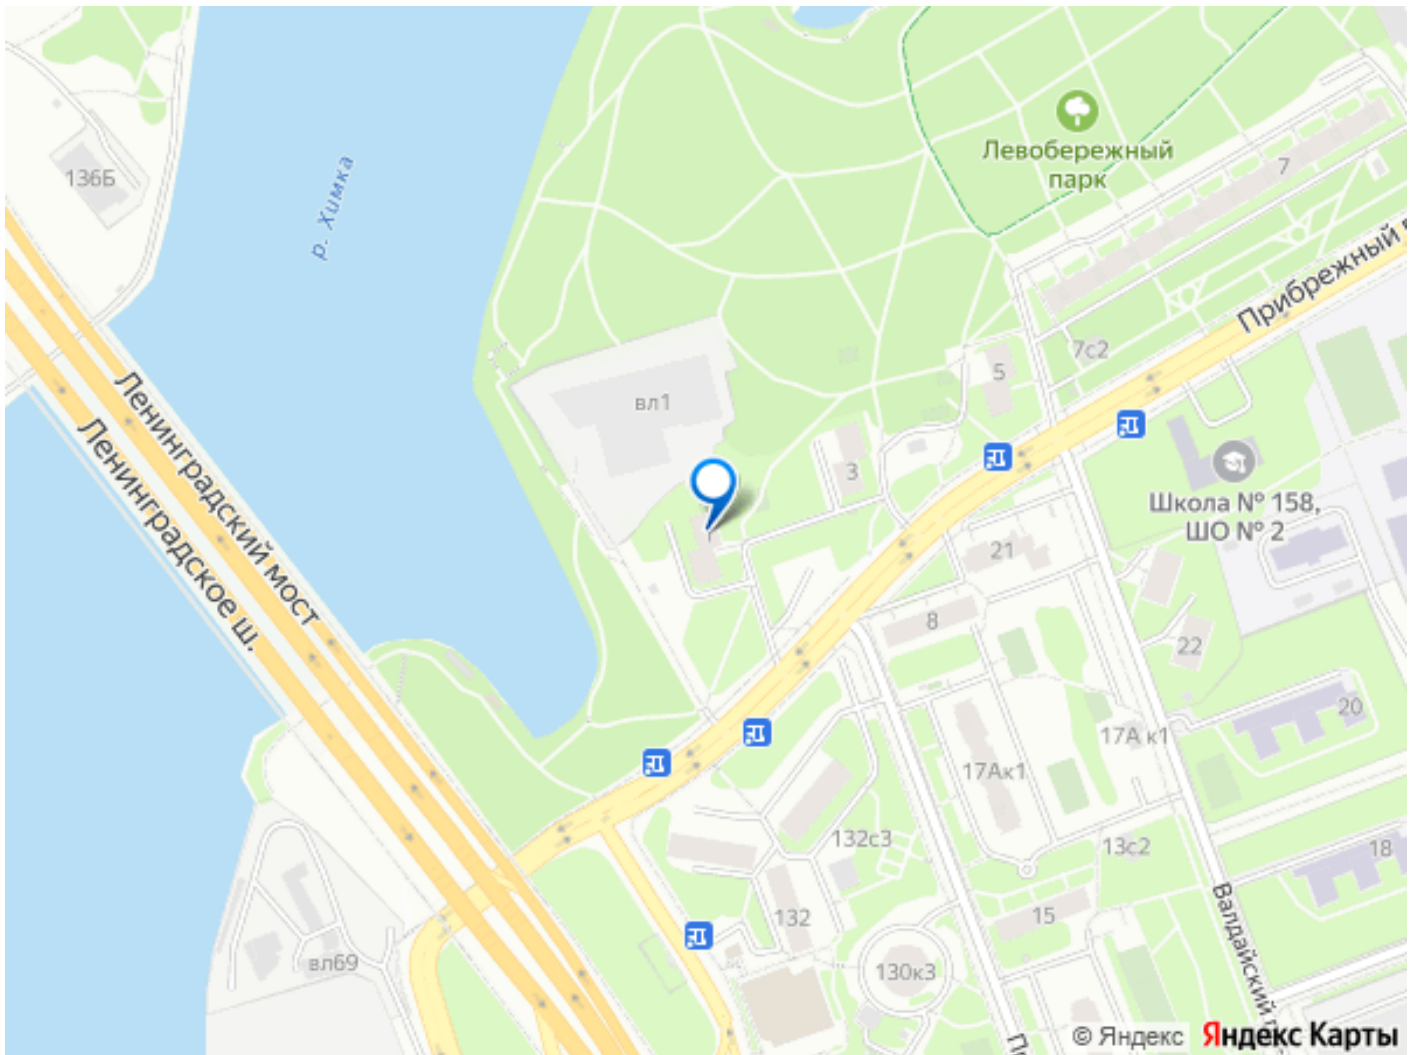 136Б
р. Химка
Левобережный
парк
7
Прибрежный
Ленинградский мост
Ленинградское ш.
вл1
5
7с2
3
Школа № 158,
ШО № 2
21
8
22
20
17А к1
17Ак1
132с3
13с2
18
132
15
130к3
вл69
Валдайский
© Яндекс
Яндекс Карты